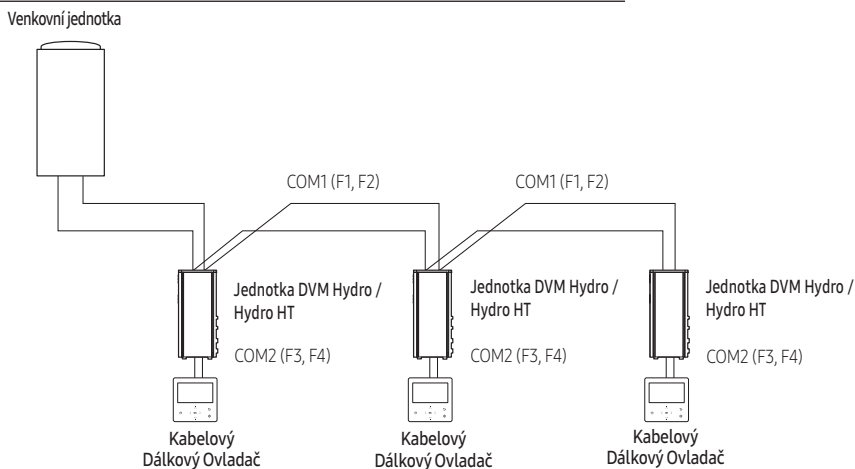 Venkovní jednotka
COM1 (F1, F2)
COM1 (F1, F2)
Jednotka DVM Hydro /
Hydro HT
COM2 (F3, F4)
Jednotka DVM Hydro /
Hydro HT
COM2 (F3, F4)
Jednotka DVM Hydro /
Hydro HT
COM2 (F3, F4)
Kabelový
Dálkový Ovladač
Kabelový
Dálkový Ovladač
Kabelový
Dálkový Ovladač